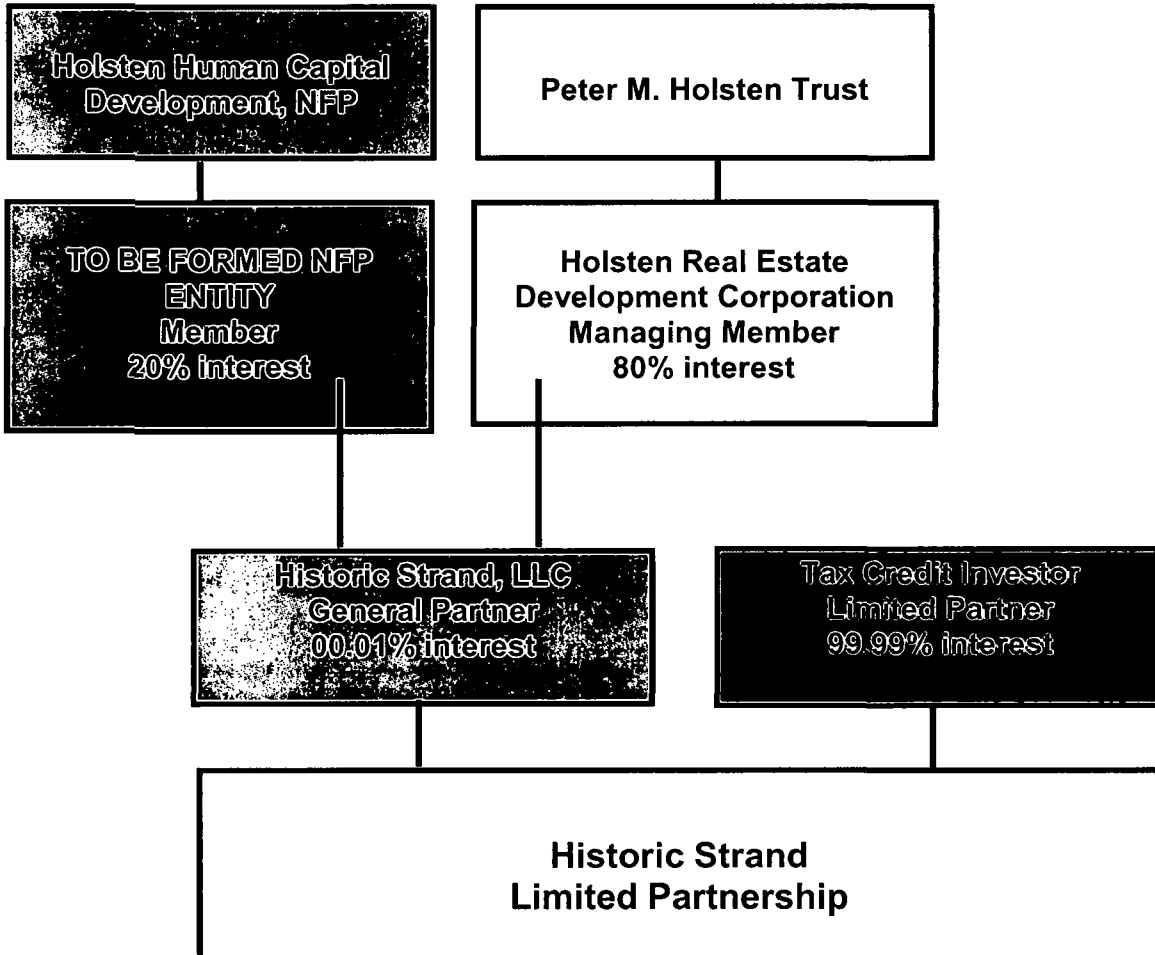 Holsten Human Capital
Development, NFP
Peter M. Holsten Trust
TO BE FORMED NFP
ENTITY
Member
20% interest
Holsten Real Estate
Development Corporation
Managing Member
80% interest
Historic Strand, LLC
General Partner
00.01% interest
Tax Credit Investor
Limited Partner
99.99% interest
Historic Strand
Limited Partnership